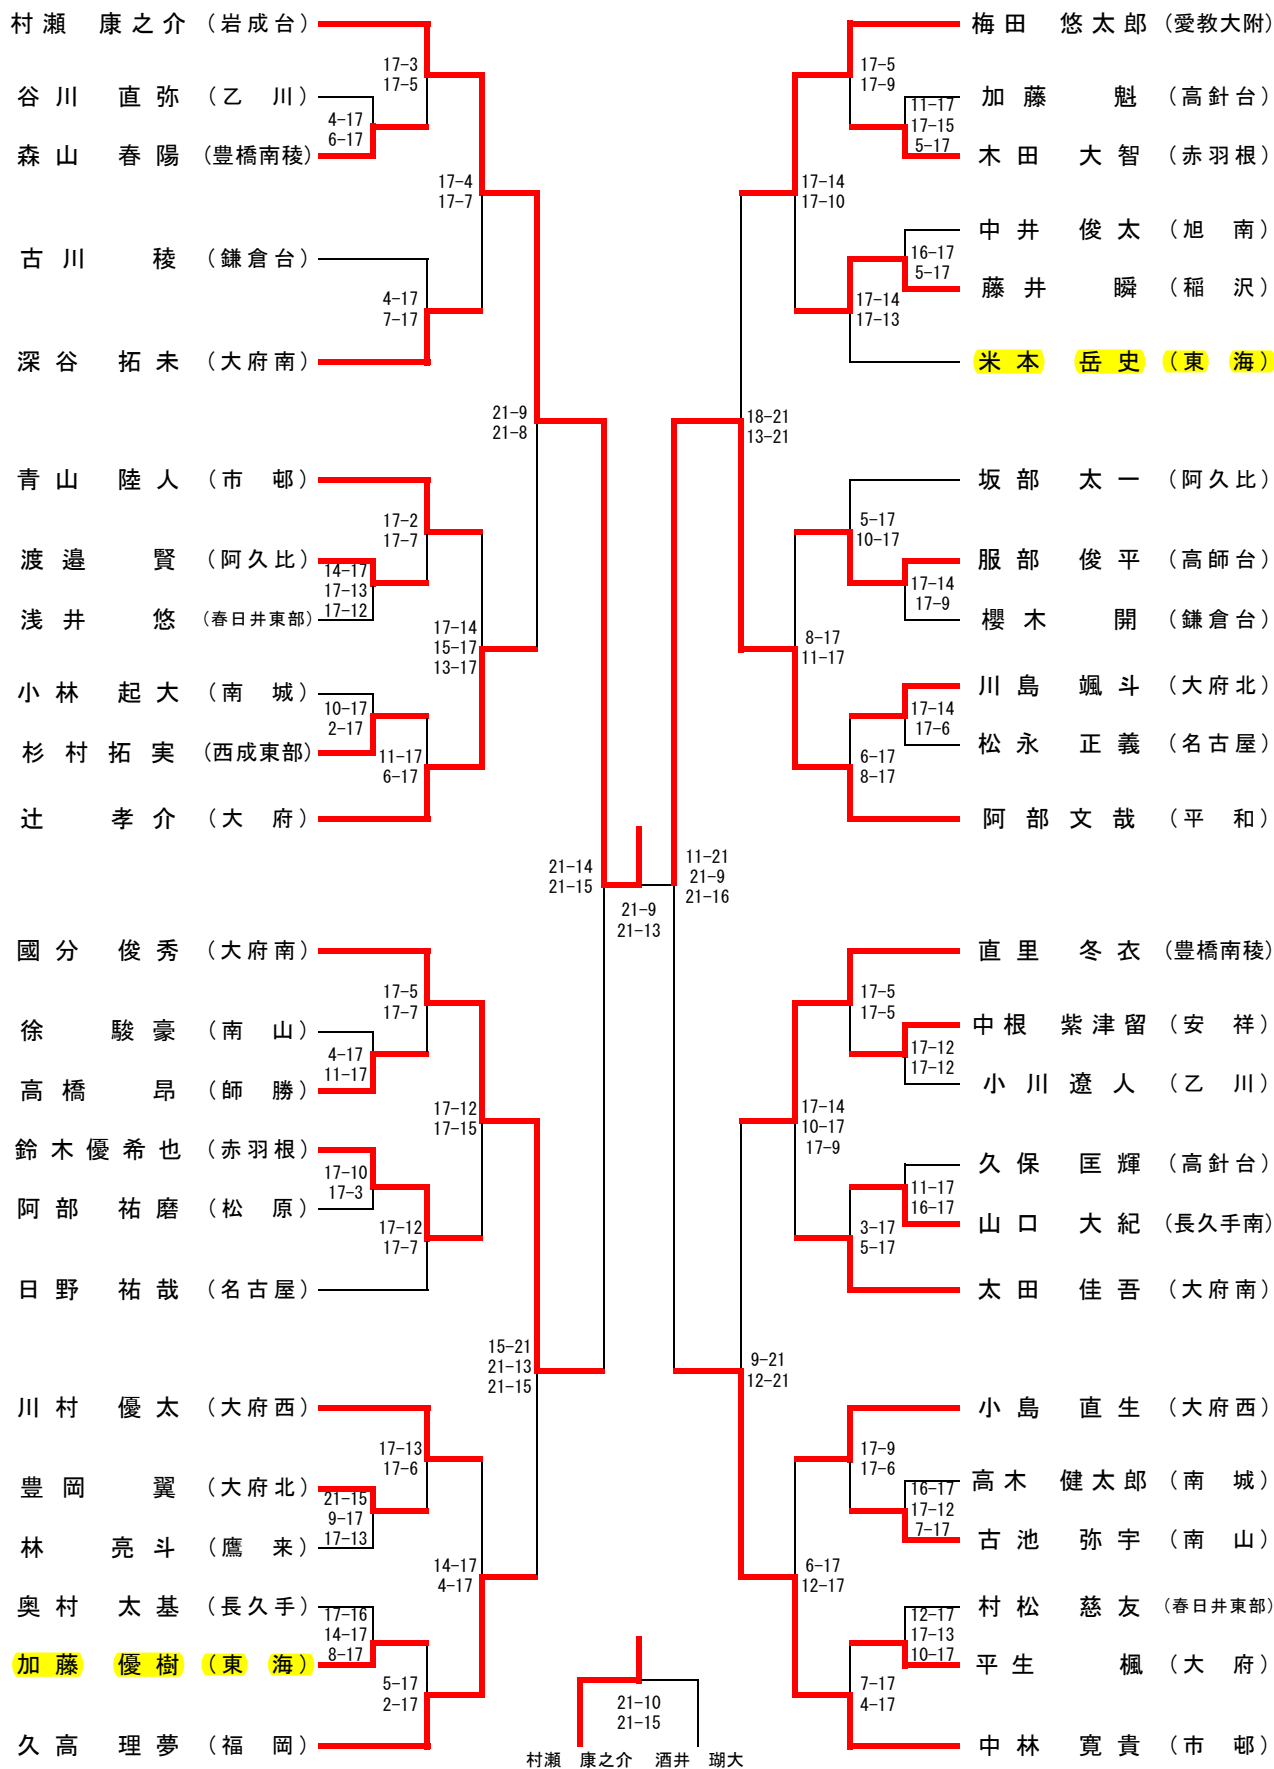 村瀬 康之介 （岩成台）
17-3
17-5
谷川 直弥 （乙川）
4-17
6-17
森山 春陽 （豊橋南稜）
17-4
17-7
古川 稜 （鎌倉台）
4-17
7-17
深谷 拓未 （大府南）
21-9
21-8
青山 陸人 （市邨）
17-2
17-7
渡邉 賢 （阿久比）
14-17
17-13
17-12
浅井 悠 （春日井東部）
17-14
15-17
13-17
小林 起大 （南城）
10-17
2-17
杉村拓実 （西成東部）
11-17
6-17
辻 孝介 （大府）
21-14
21-15
國分 俊秀 （大府南）
17-5
17-7
徐 駿豪 （南山）
4-17
11-17
高橋 昂 （師勝）
17-12
17-15
鈴木優希也 （赤羽根）
17-10
17-3
阿部 祐磨 （松原）
17-12
17-7
日野 祐哉 （名古屋）
15-21
21-13
21-15
川村 優太 （大府西）
17-13
17-6
豊岡 翼 （大府北）
21-15
9-17
17-13
林 亮斗 （鷹来）
14-17
4-17
奥村 太基 （長久手）
17-16
14-17
8-17
加藤 優樹 （東海）
5-17
2-17
久高 理夢 （福岡）
21-9
21-13
梅田 悠太郎 （愛教大附）
17-5
17-9
加藤 魁 （高針台）
11-17
17-15
5-17
木田 大智 （赤羽根）
17-14
17-10
中井 俊太 （旭南）
16-17
5-17
藤井 瞬 （稲沢）
17-14
17-13
米本 岳史 （東海）
18-21
13-21
坂部 太一 （阿久比）
5-17
10-17
服部 俊平 （高師台）
17-14
17-9
櫻木 開 （鎌倉台）
8-17
11-17
川島 颯斗 （大府北）
17-14
17-6
松永 正義 （名古屋）
6-17
8-17
阿部文哉 （平和）
11-21
21-9
21-16
直里 冬衣 （豊橋南稜）
17-5
17-5
中根 紫津留 （安祥）
17-12
17-12
小川遼人 （乙川）
17-14
10-17
17-9
久保 匡輝 （高針台）
11-17
16-17
山口 大紀 （長久手南）
3-17
5-17
太田 佳吾 （大府南）
9-21
12-21
小島 直生 （大府西）
17-9
17-6
高木 健太郎 （南城）
16-17
17-12
7-17
古池 弥宇 （南山）
6-17
12-17
村松 慈友 （春日井東部）
12-17
17-13
10-17
平生 楓 （大府）
7-17
4-17
中林 寛貴 （市邨）
21-10
21-15
村瀬 康之介 酒井 瑚大